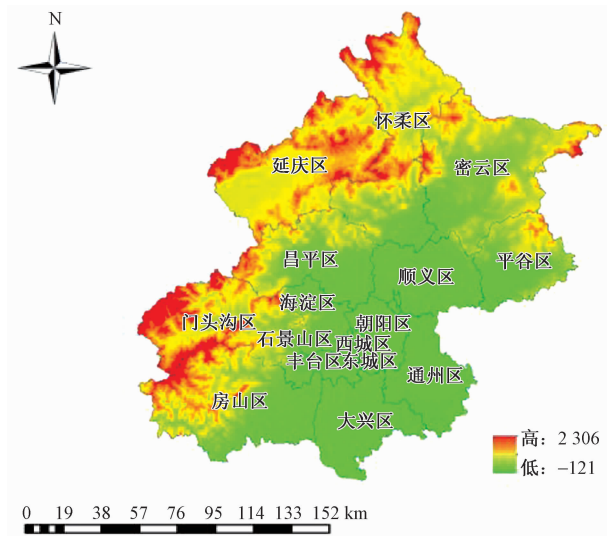 N
怀柔区
延庆区
密云区
昌平区
顺义区
平谷区
海淀区
门头沟区
朝阳区
石景山区
西城区
丰台区
东城区
通州区
房山区
大兴区
高: 2 306
低: −121
0 19 38 57 76 95 114 133 152 km